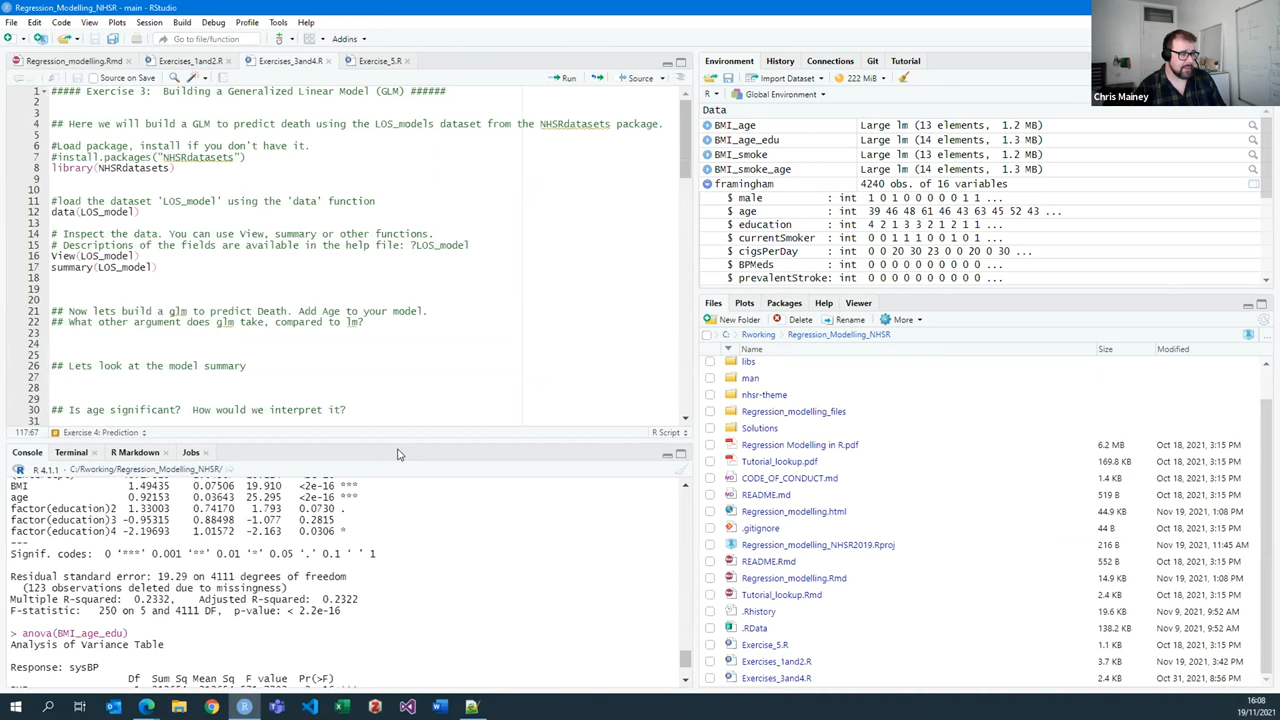 Regression_Modelling_NHSR - main - RStudio
File Edit Code View Plots Session Build Debug Profile Tools Help
Go to file/function Addins
Regression_modelling.Rmd Exercises_1and2.R Exercises_3and4.R Exercise_5.R
Source on Save Run Source
1 ##### Exercise 3: Building a Generalized Linear Model (GLM) ######
2
3
4 ## Here we will build a GLM to predict death using the LOS_models dataset from the NHSRdatasets package.
5
6 #Load package, install if you don't have it.
7 #install.packages("NHSRdatasets")
8 library(NHSRdatasets)
9
10
11 #load the dataset 'LOS_model' using the 'data' function
12 data(LOS_model)
13
14 # Inspect the data. You can use View, summary or other functions.
15 # Descriptions of the fields are available in the help file: ?LOS_model
16 View(LOS_model)
17 summary(LOS_model)
18
19
20
21 ## Now lets build a glm to predict Death. Add Age to your model.
22 ## What other argument does glm take, compared to lm?
23
24
25
26 ## Lets look at the model summary
27
28
29
30 ## Is age significant? How would we interpret it?
31
117:67 Exercise 4: Prediction R Script
Console Terminal R Markdown Jobs
R 4.1.1 · C:/Rworking/Regression_Modelling_NHSR/
BMI 1.49435 0.07506 19.910 <2e-16 ***
age 0.92153 0.03643 25.295 <2e-16 ***
factor(education)2 1.33003 0.74170 1.793 0.0730 .
factor(education)3 -0.95315 0.88498 -1.077 0.2815
factor(education)4 -2.19693 1.01572 -2.163 0.0306 *
---
Signif. codes: 0 ‘***’ 0.001 ‘**’ 0.01 ‘*’ 0.05 ‘.’ 0.1 ‘ ’ 1
Residual standard error: 19.29 on 4111 degrees of freedom
(123 observations deleted due to missingness)
Multiple R-squared: 0.2332, Adjusted R-squared: 0.2322
F-statistic: 250 on 5 and 4111 DF, p-value: < 2.2e-16
> anova(BMI_age_edu)
Analysis of Variance Table
Response: sysBP
Df Sum Sq Mean Sq F value Pr(>F)
Chris Mainey
Environment History Connections Git Tutorial
Import Dataset 222 MiB
R Global Environment
Data
BMI_age Large lm (13 elements, 1.2 MB)
BMI_age_edu Large lm (14 elements, 1.3 MB)
BMI_smoke Large lm (13 elements, 1.2 MB)
BMI_smoke_age Large lm (14 elements, 1.3 MB)
framingham 4240 obs. of 16 variables
$ male : int 1 0 1 0 0 0 0 0 1 1 ...
$ age : int 39 46 48 61 46 43 63 45 52 43 ...
$ education : int 4 2 1 3 3 2 1 2 1 1 ...
$ currentSmoker : int 0 0 1 1 1 0 0 1 0 1 ...
$ cigsPerDay : int 0 0 20 30 23 0 0 20 0 30 ...
$ BPMeds : int 0 0 0 0 0 0 0 0 0 0 ...
$ prevalentStroke: int 0 0 0 0 0 0 0 0 0 0 ...
Files Plots Packages Help Viewer
New Folder Delete Rename More
C: Rworking Regression_Modelling_NHSR
Name Size Modified
libs
man
nhsr-theme
Regression_modelling_files
Solutions
Regression Modelling in R.pdf 6.2 MB Oct 18, 2021, 3:15 PM
Tutorial_lookup.pdf 169.8 KB Oct 18, 2021, 3:15 PM
CODE_OF_CONDUCT.md 1.4 KB Oct 18, 2021, 3:15 PM
README.md 519 B Oct 18, 2021, 3:15 PM
Regression_modelling.html 44.9 KB Nov 19, 2021, 1:08 PM
.gitignore 44 B Nov 19, 2021, 1:08 PM
Regression_modelling_NHSR2019.Rproj 216 B Nov 19, 2021, 11:45 AM
README.Rmd 552 B Oct 18, 2021, 3:15 PM
Regression_modelling.Rmd 14.9 KB Nov 19, 2021, 1:08 PM
Tutorial_lookup.Rmd 2.4 KB Oct 18, 2021, 3:15 PM
.Rhistory 19.6 KB Nov 9, 2021, 9:52 AM
.RData 138.2 KB Nov 9, 2021, 9:52 AM
Exercise_5.R 1.1 KB Oct 18, 2021, 3:15 PM
Exercises_1and2.R 3.7 KB Nov 19, 2021, 3:42 PM
Exercises_3and4.R 3.4 KB Oct 31, 2021, 8:56 PM
16:08
19/11/2021